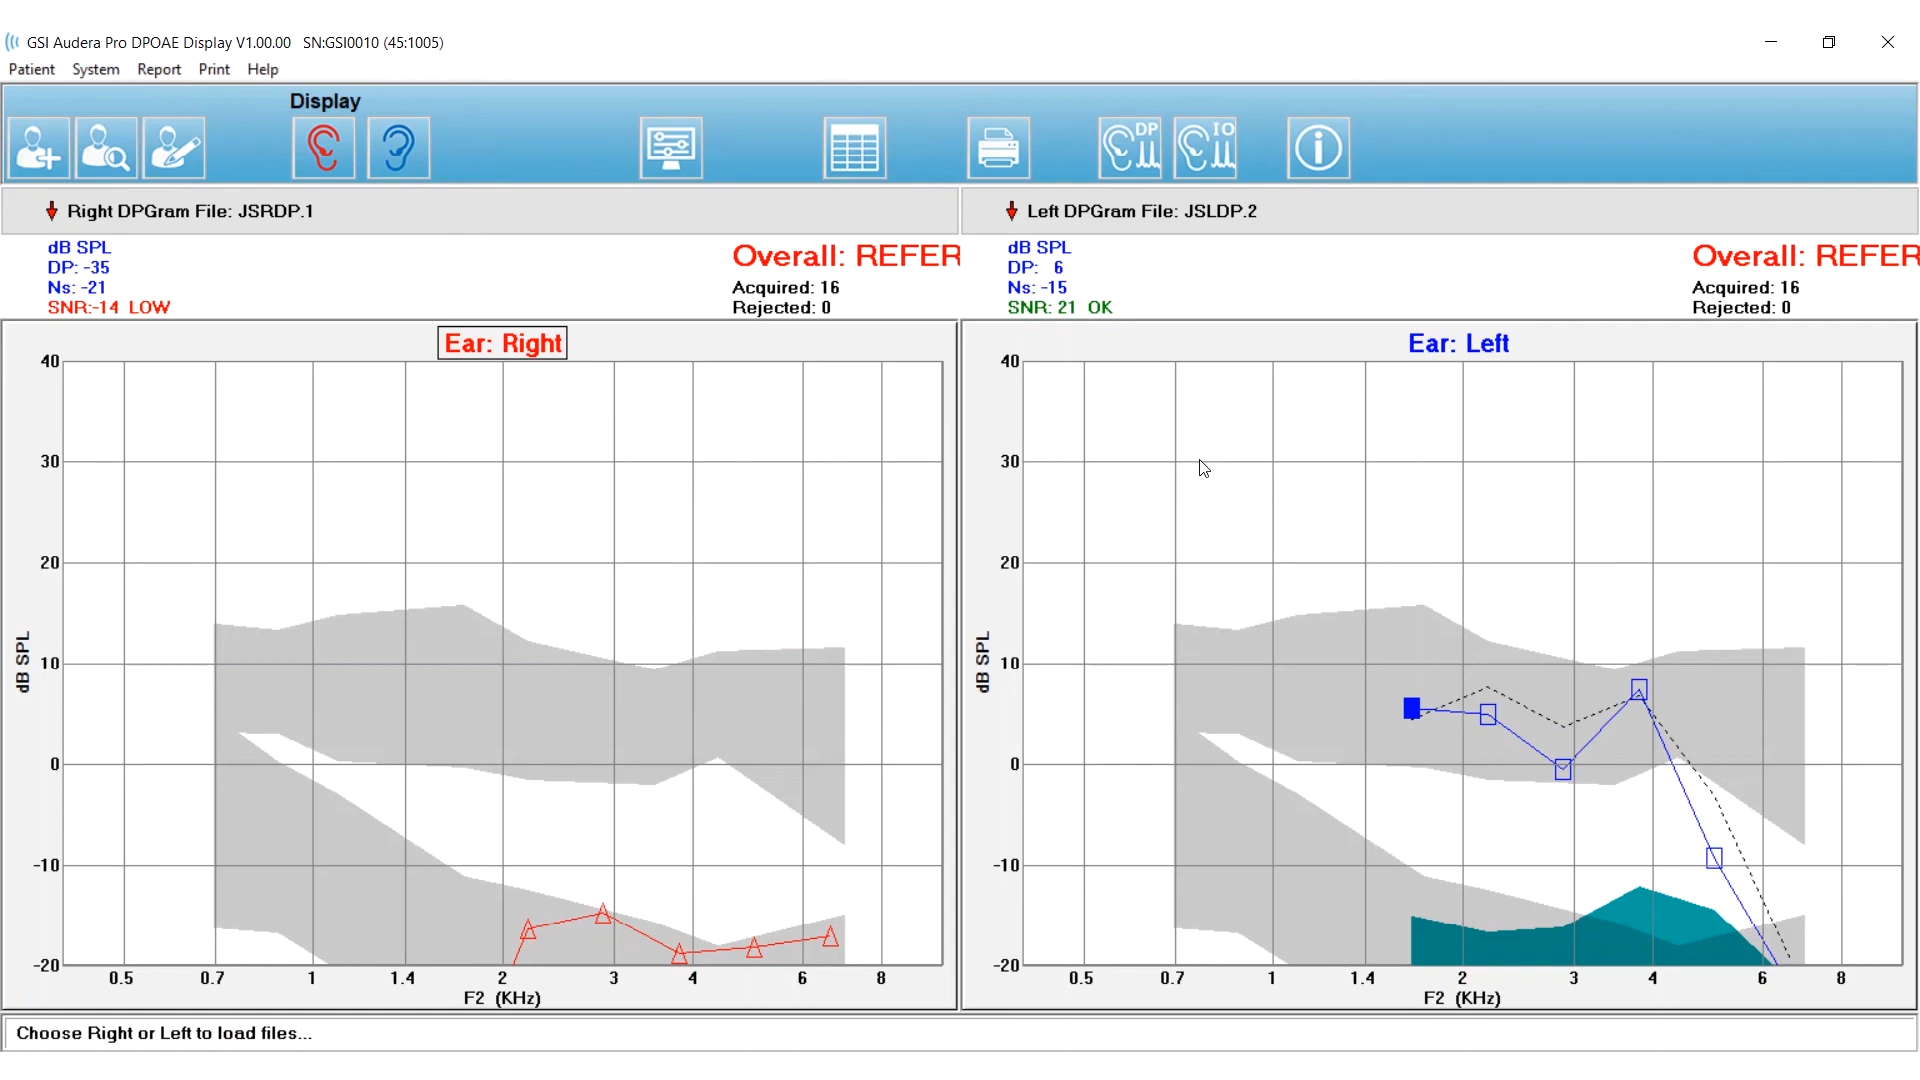 GSI Audera Pro DPOAE Display V1.00.00 SN:GSI0010 (45:1005)
Patient System Report Print Help
Display
DP
IO
Right DPGram File: JSRDP.1
dB SPL
DP: -35
Ns: -21
SNR:-14 LOW
Overall: REFER
Acquired: 16
Rejected: 0
Ear: Right
40
30
20
10
0
-10
-20
dB SPL
0.5 0.7 1 1.4 2 3 4 6 8
F2 (KHz)
Left DPGram File: JSLDP.2
dB SPL
DP: 6
Ns: -15
SNR: 21 OK
Overall: REFER
Acquired: 16
Rejected: 0
Ear: Left
40
30
20
10
0
-10
-20
dB SPL
0.5 0.7 1 1.4 2 3 4 6 8
F2 (KHz)
Choose Right or Left to load files...